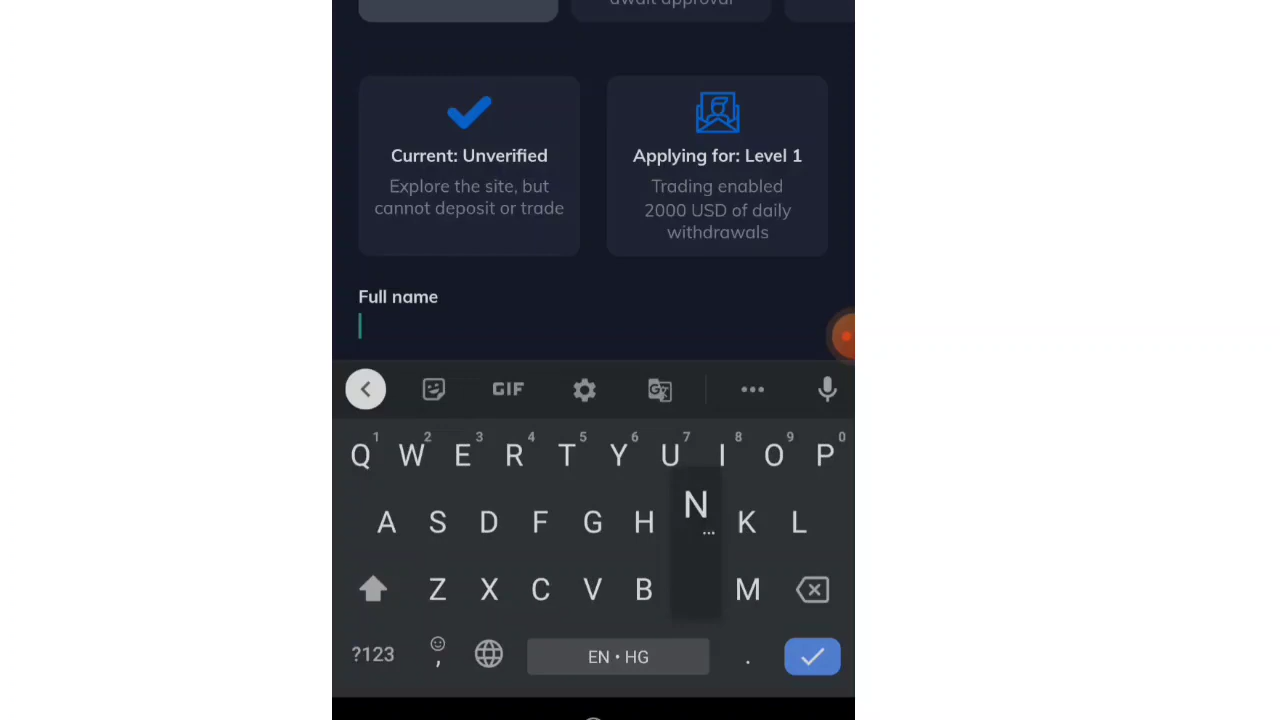 await approval
Current: Unverified
Explore the site, but
cannot deposit or trade
Applying for: Level 1
Trading enabled
2000 USD of daily
withdrawals
Full name
GIF
Q 1 W 2 E 3 R 4 T 5 Y 6 U 7 I 8 O 9 P 0
A S D F G H N ... K L
Z X C V B M
?123 , EN • HG .